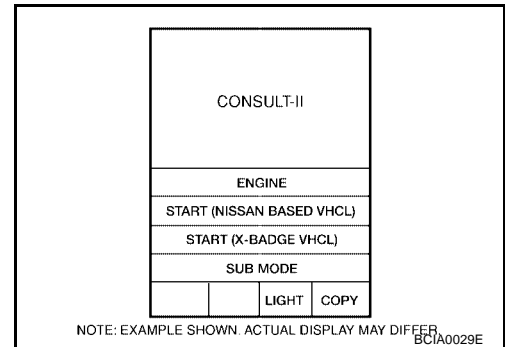 CONSULT-II
ENGINE
START (NISSAN BASED VHCL)
START (X-BADGE VHCL)
SUB MODE
LIGHT COPY
NOTE: EXAMPLE SHOWN. ACTUAL DISPLAY MAY DIFFER.
BCIA0029E